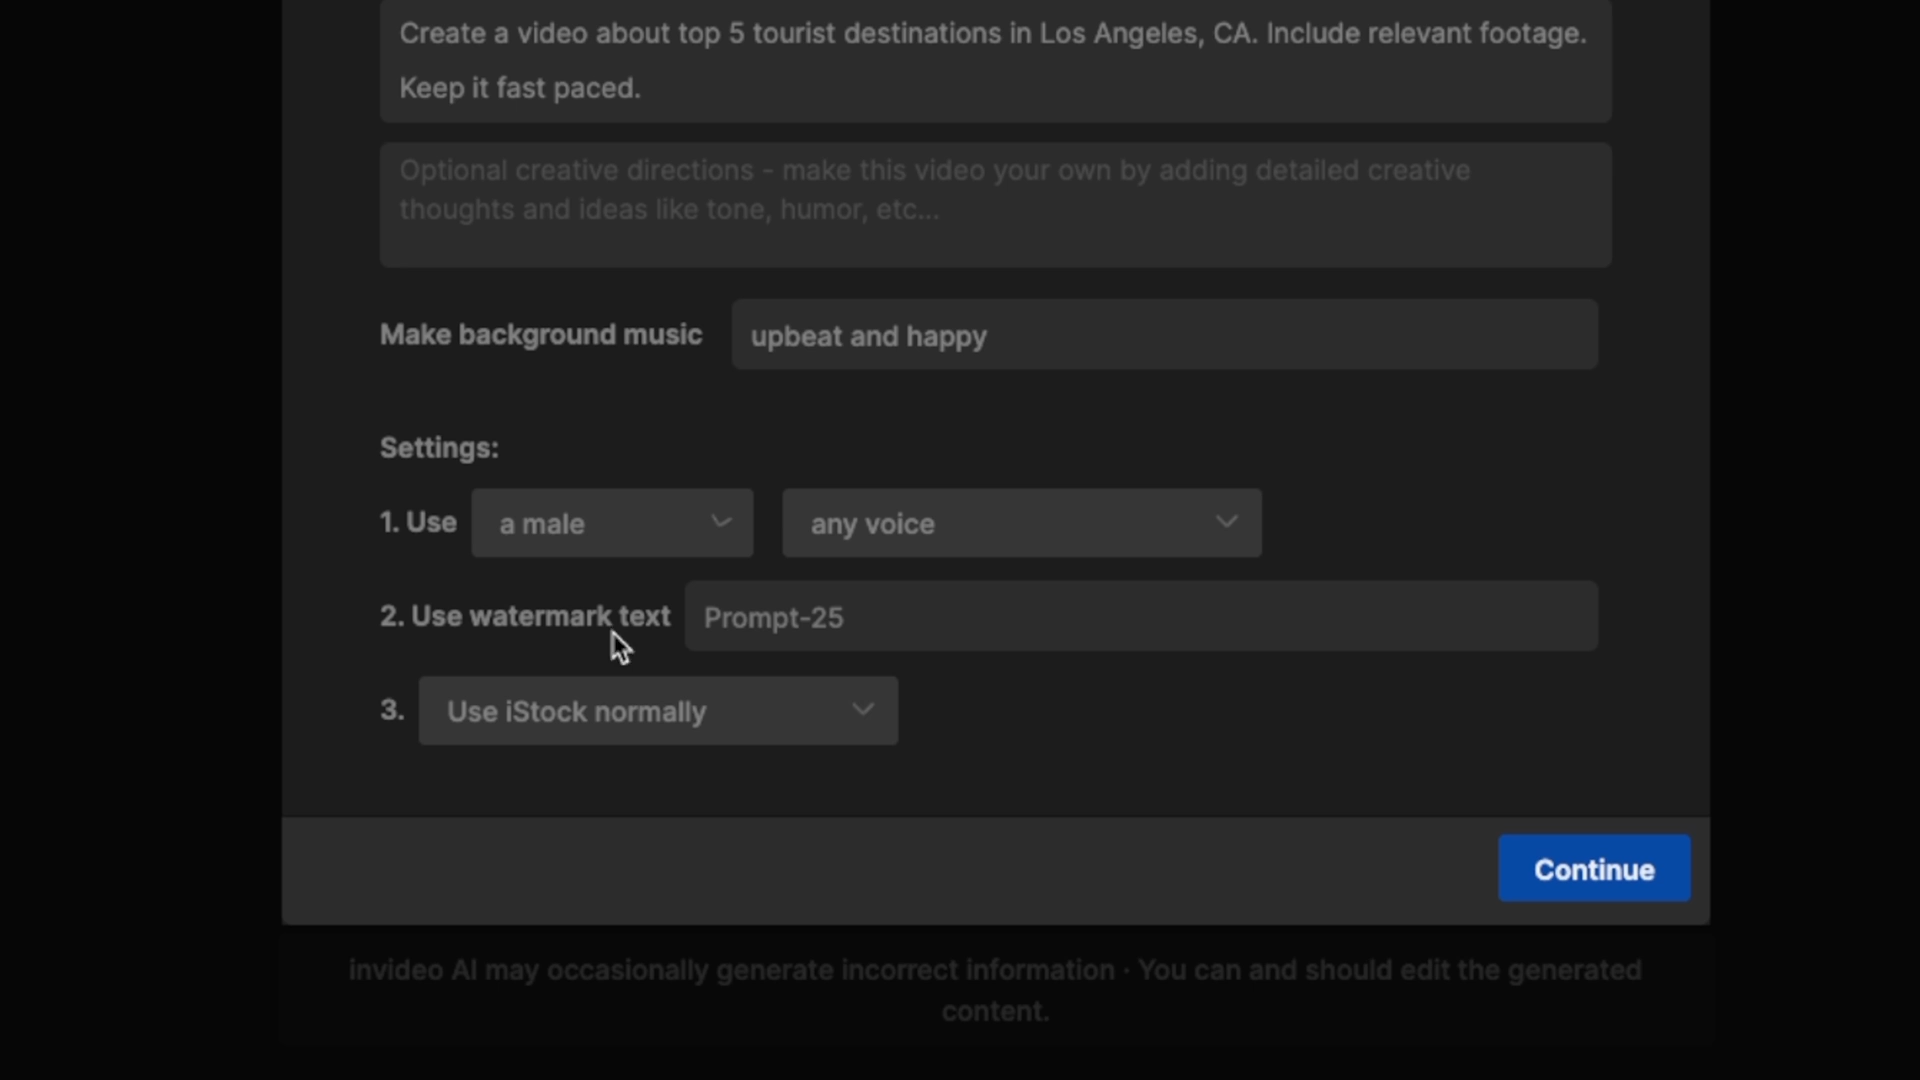 Create a video about top 5 tourist destinations in Los Angeles, CA. Include relevant footage.
Keep it fast paced.
Optional creative directions - make this video your own by adding detailed creative
thoughts and ideas like tone, humor, etc...
Make background music upbeat and happy
Settings:
1. Use a male any voice
2. Use watermark text Prompt-25
3. Use iStock normally
Continue
invideo AI may occasionally generate incorrect information · You can and should edit the generated
content.